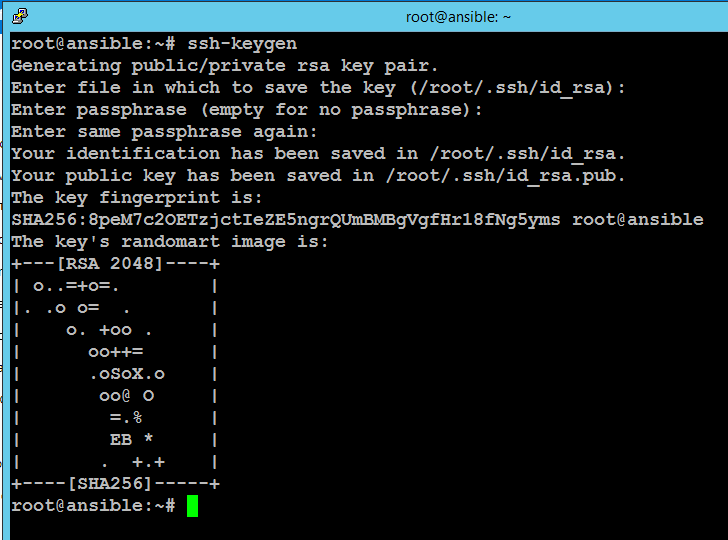 root@ansible: ~
root@ansible:~# ssh-keygen
Generating public/private rsa key pair.
Enter file in which to save the key (/root/.ssh/id_rsa):
Enter passphrase (empty for no passphrase):
Enter same passphrase again:
Your identification has been saved in /root/.ssh/id_rsa.
Your public key has been saved in /root/.ssh/id_rsa.pub.
The key fingerprint is:
SHA256:8peM7c2OETzjctIeZE5ngrQUmBMBgVgfHr18fNg5yms root@ansible
The key's randomart image is:
+---[RSA 2048]----+
| o..=+o=.        |
|. .o o=  .       |
|    o. +oo .     |
|      oo++=      |
|      .oSoX.o    |
|       oo@ O     |
|        =.%      |
|        EB *     |
|       .  +.+    |
+----[SHA256]-----+
root@ansible:~#